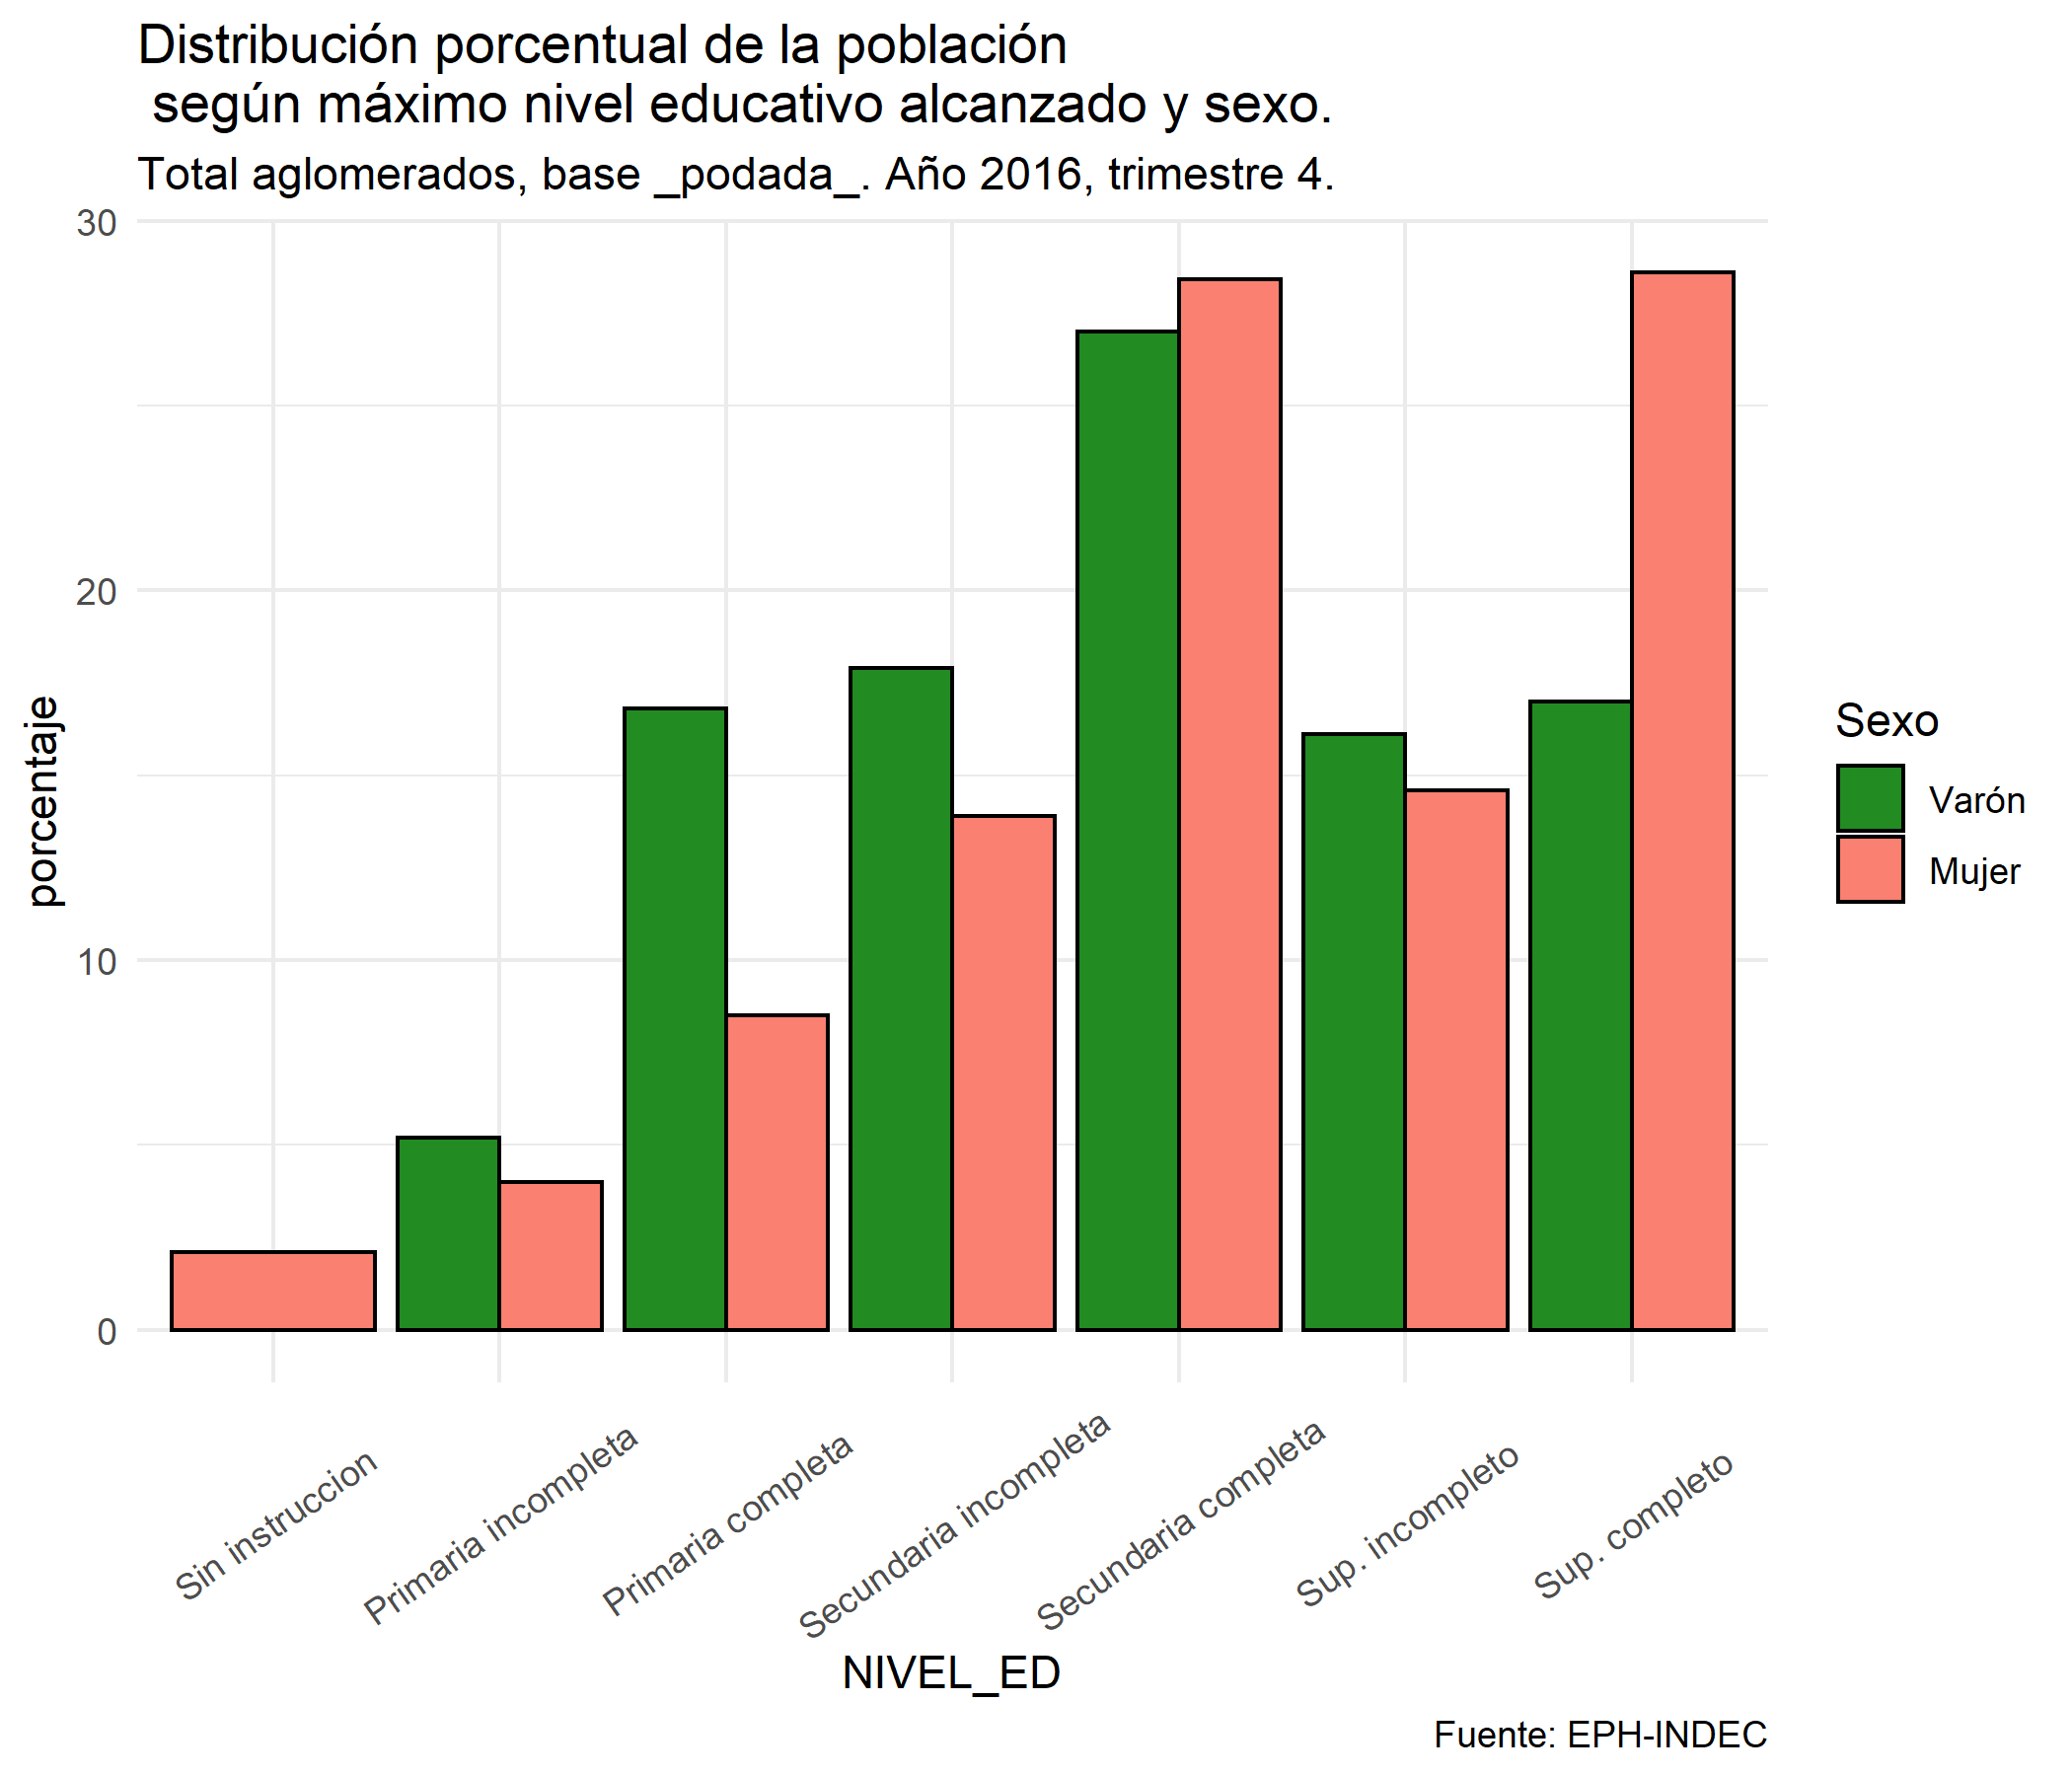 Distribución porcentual de la población
según máximo nivel educativo alcanzado y sexo.
Total aglomerados, base _podada_. Año 2016, trimestre 4.
30
20
10
0
porcentaje
Sin instruccion
Primaria incompleta
Primaria completa
Secundaria incompleta
Secundaria completa
Sup. incompleto
Sup. completo
NIVEL_ED
Sexo
Varón
Mujer
Fuente: EPH-INDEC